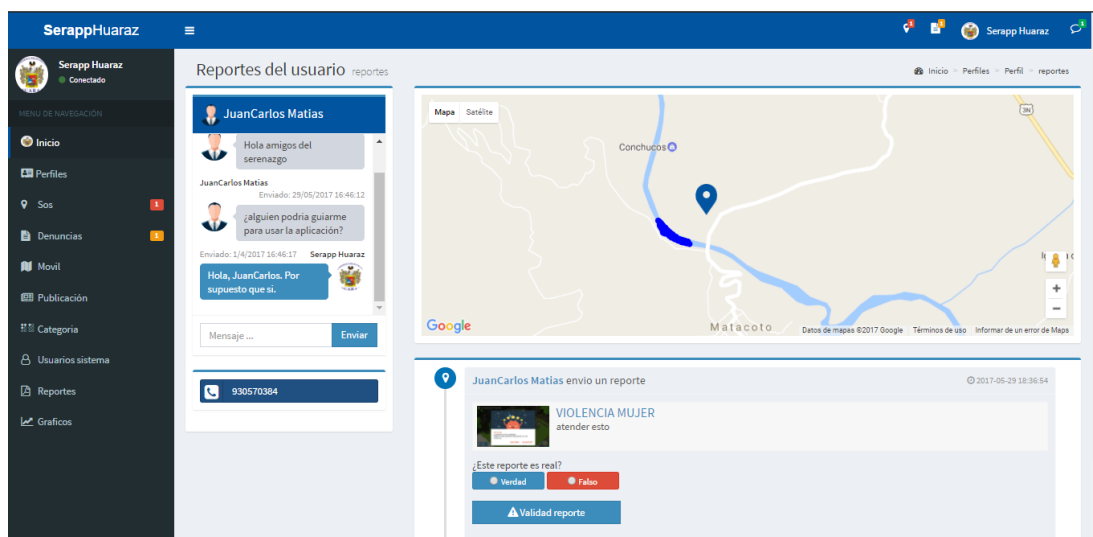 SerappHuaraz
1
1
Serapp Huaraz
1
Serapp Huaraz
Conectado
MENU DE NAVEGACIÓN
Inicio
Perfiles
Sos 1
Denuncias 1
Movil
Publicación
Categoria
Usuarios sistema
Reportes
Graficos
Reportes del usuario reportes
Inicio > Perfiles > Perfil > reportes
JuanCarlos Matias
Hola amigos del
serenazgo
JuanCarlos Matias
Enviado: 29/05/2017 16:46:12
¿alguien podria guiarme
para usar la aplicación?
Enviado: 1/4/2017 16:46:17 Serapp Huaraz
Hola, JuanCarlos. Por
supuesto que si.
Mensaje ... Enviar
930570384
Mapa Satélite
Conchucos
3N
+
−
Google
Matacoto
Datos de mapas ©2017 Google Términos de uso Informar de un error de Maps
JuanCarlos Matias envio un reporte 2017-05-29 18:36:54
VIOLENCIA MUJER
atender esto
¿Este reporte es real?
Verdad Falso
Validad reporte